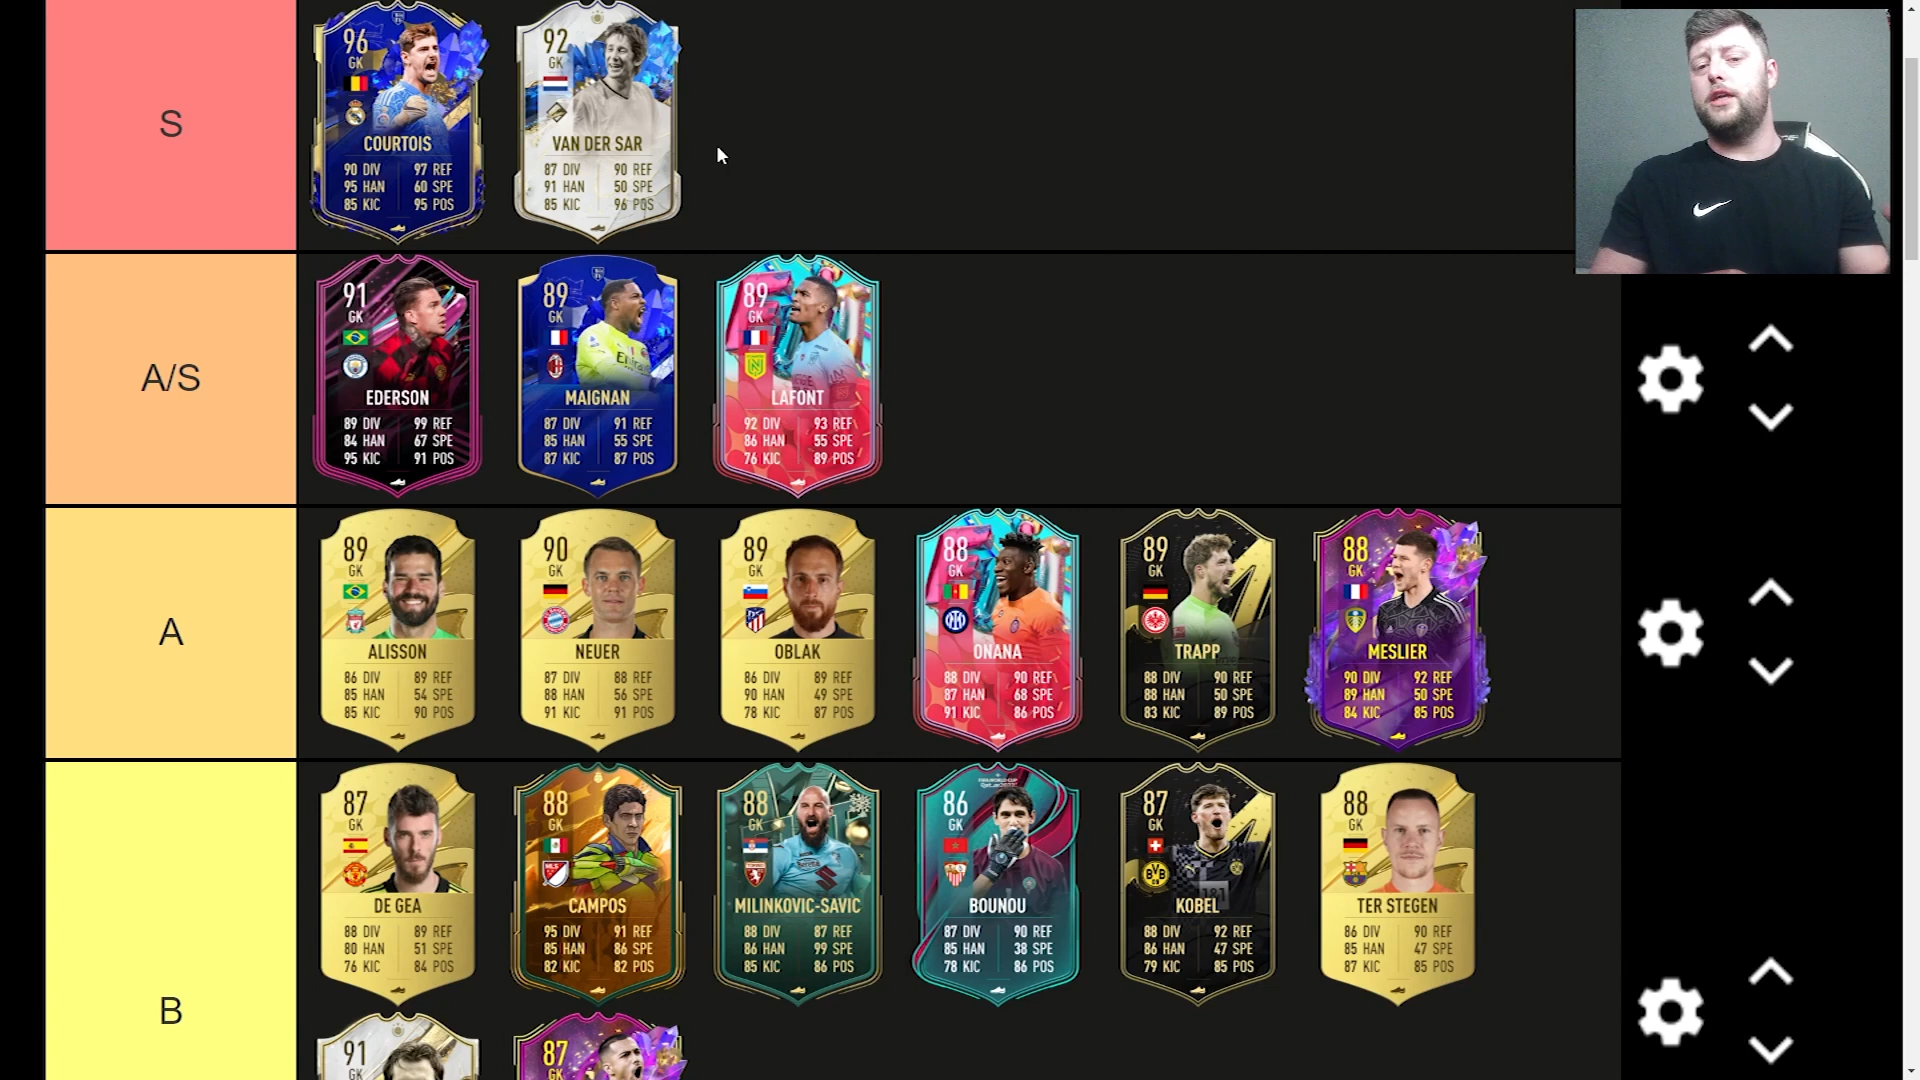 S
96
GK
COURTOIS
90 DIV 97 REF
95 HAN 60 SPE
85 KIC 95 POS
92
GK
VAN DER SAR
87 DIV 90 REF
91 HAN 50 SPE
85 KIC 96 POS
A/S
91
GK
EDERSON
89 DIV 99 REF
84 HAN 67 SPE
95 KIC 91 POS
89
GK
MAIGNAN
87 DIV 91 REF
85 HAN 55 SPE
87 KIC 87 POS
89
GK
LAFONT
92 DIV 93 REF
86 HAN 55 SPE
76 KIC 89 POS
A
89
GK
ALISSON
86 DIV 89 REF
85 HAN 54 SPE
85 KIC 90 POS
90
GK
NEUER
87 DIV 88 REF
88 HAN 56 SPE
91 KIC 91 POS
89
GK
OBLAK
86 DIV 89 REF
90 HAN 49 SPE
78 KIC 87 POS
88
GK
ONANA
88 DIV 90 REF
87 HAN 68 SPE
91 KIC 86 POS
89
GK
TRAPP
88 DIV 90 REF
88 HAN 50 SPE
83 KIC 89 POS
88
GK
MESLIER
90 DIV 92 REF
89 HAN 50 SPE
84 KIC 85 POS
B
87
GK
DE GEA
88 DIV 89 REF
80 HAN 51 SPE
76 KIC 84 POS
88
GK
CAMPOS
95 DIV 91 REF
85 HAN 86 SPE
82 KIC 82 POS
88
GK
MILINKOVIC-SAVIC
88 DIV 87 REF
86 HAN 99 SPE
85 KIC 86 POS
86
GK
BOUNOU
87 DIV 90 REF
85 HAN 38 SPE
78 KIC 86 POS
87
GK
KOBEL
88 DIV 92 REF
86 HAN 47 SPE
79 KIC 85 POS
88
GK
TER STEGEN
86 DIV 90 REF
85 HAN 47 SPE
87 KIC 85 POS
91
GK
87
GK